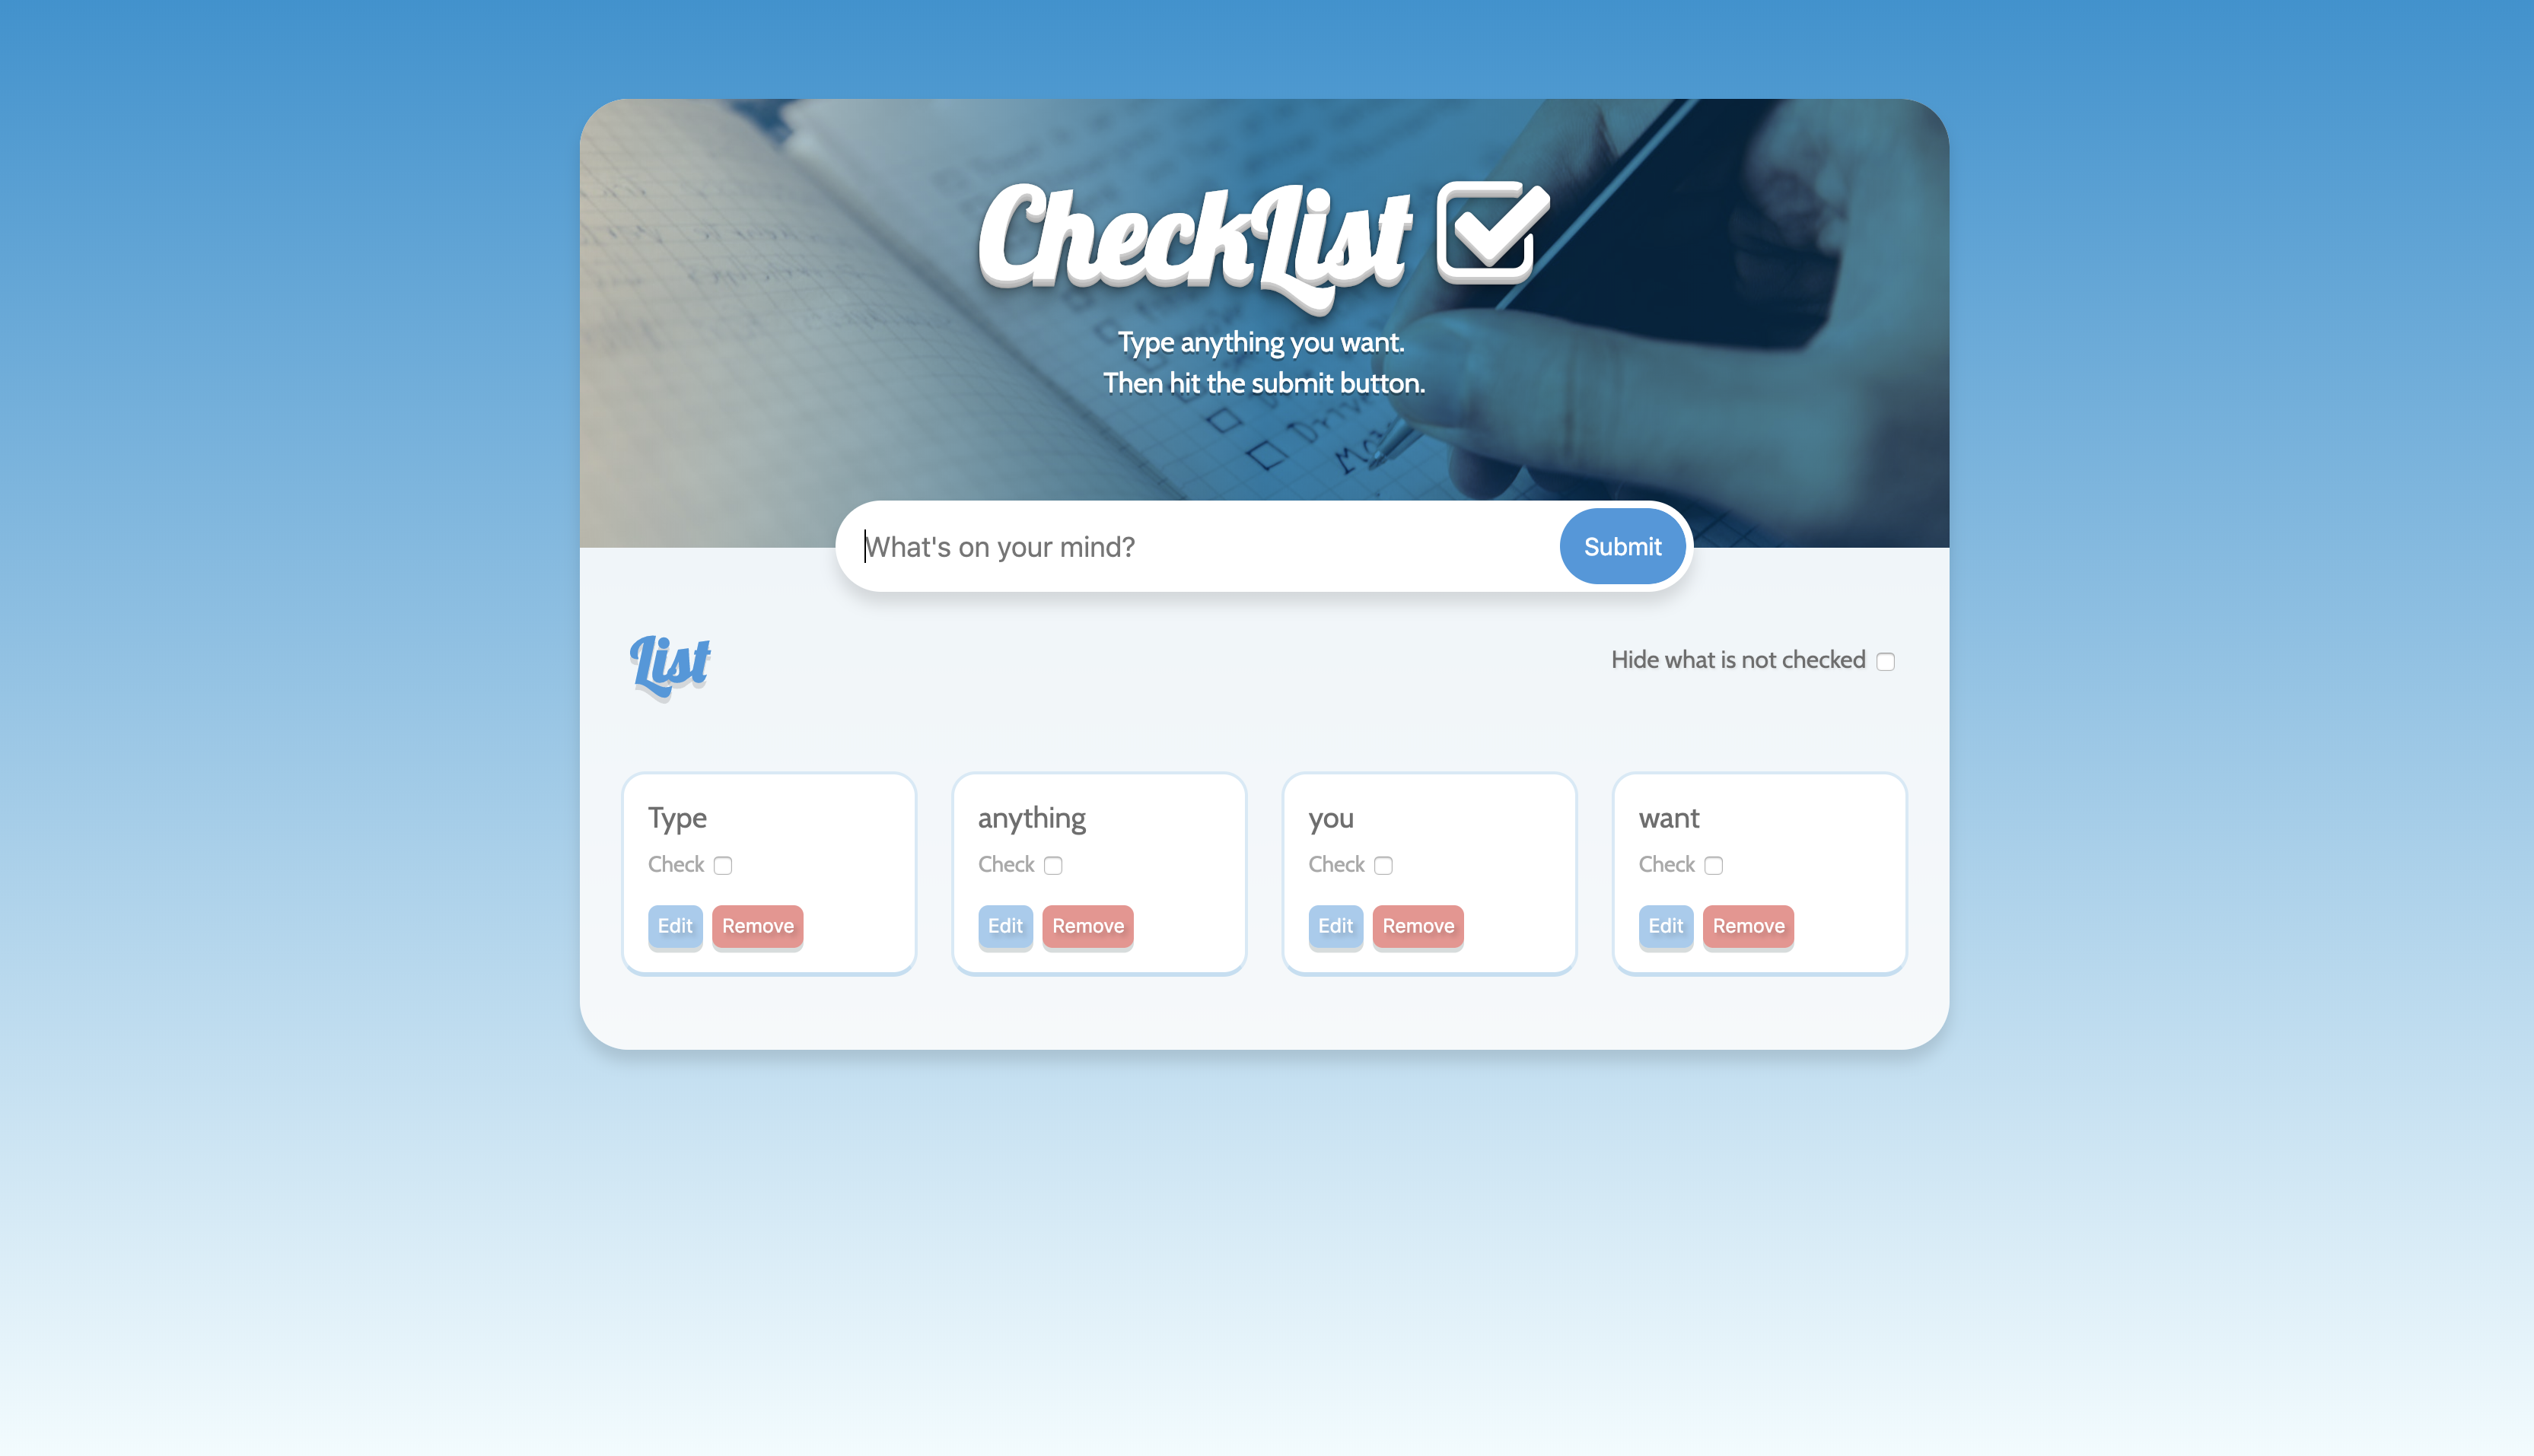 CheckList
Type anything you want.
Then hit the submit button.
Drive
What's on your mind?
Submit
List
Hide what is not checked
Type
anything
you
want
Check
Check
Check
Check
Edit Remove
Edit Remove
Edit Remove
Edit Remove